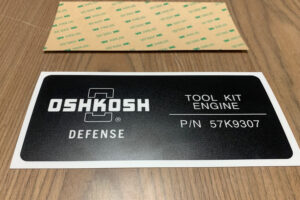 OSHKOSH
®
DEFENSE
TOOL KIT
ENGINE
P/N 57K9307